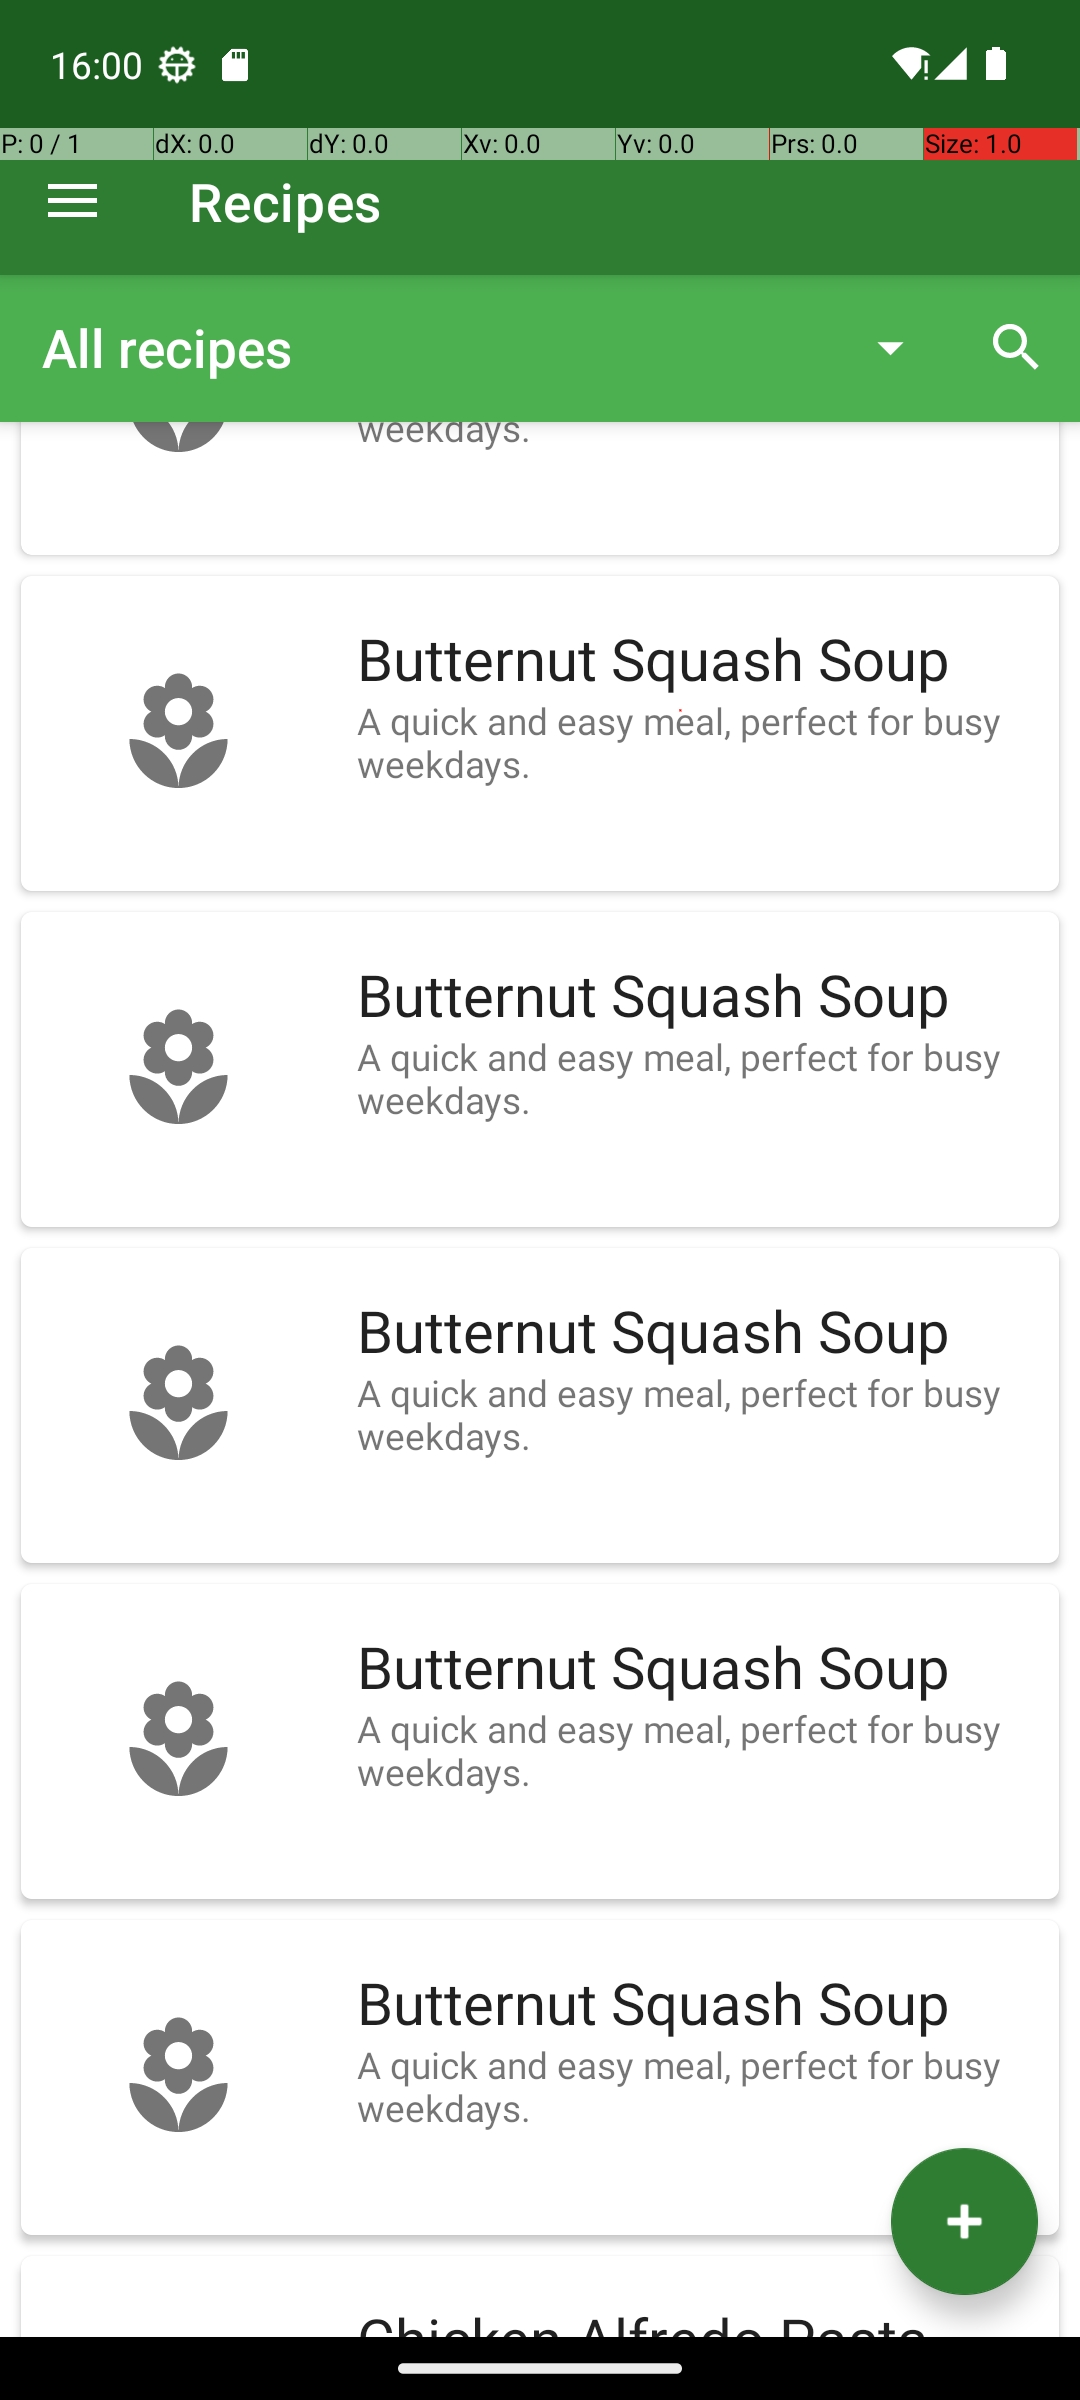 16:00
P: 0 / 1 dX: 0.0 dY: 0.0 Xv: 0.0 Yv: 0.0 Prs: 0.0 Size: 1.0
Recipes
All recipes
weekdays.
Butternut Squash Soup
A quick and easy meal, perfect for busy
weekdays.
Butternut Squash Soup
A quick and easy meal, perfect for busy
weekdays.
Butternut Squash Soup
A quick and easy meal, perfect for busy
weekdays.
Butternut Squash Soup
A quick and easy meal, perfect for busy
weekdays.
Butternut Squash Soup
A quick and easy meal, perfect for busy
weekdays.
Chicken Alfredo Pasta